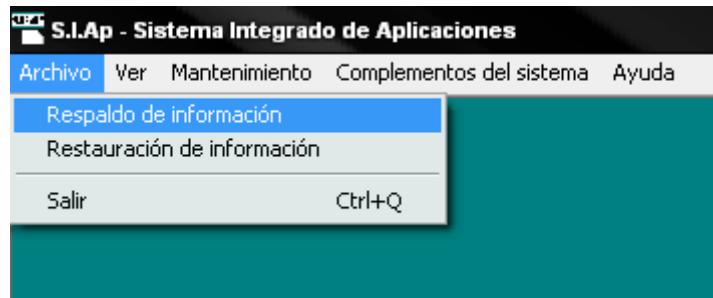 S.I.Ap - Sistema Integrado de Aplicaciones
Archivo Ver Mantenimiento Complementos del sistema Ayuda
Respaldo de información
Restauración de información
Salir Ctrl+Q